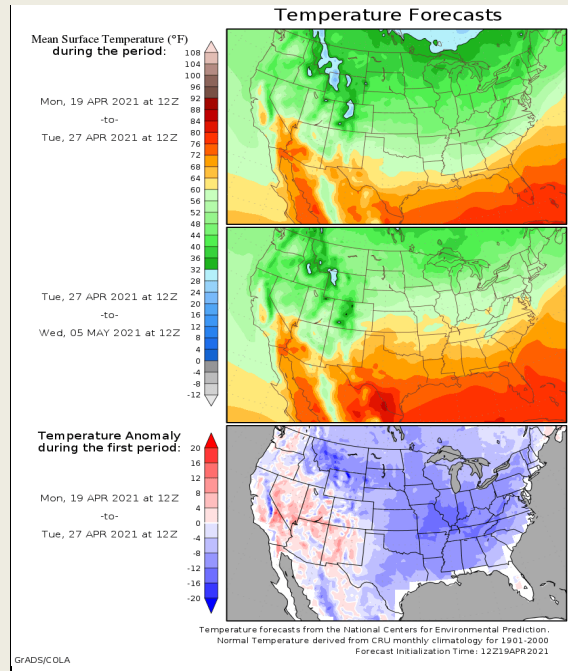 Temperature Forecasts
Mean Surface Temperature (°F)
during the period:
Mon, 19 APR 2021 at 12Z
-to-
Tue, 27 APR 2021 at 12Z
Tue, 27 APR 2021 at 12Z
-to-
Wed, 05 MAY 2021 at 12Z
108
104
100
96
92
88
84
80
76
72
68
64
60
56
52
48
44
40
36
32
28
24
20
16
12
8
4
0
-4
-8
-12
Temperature Anomaly
during the first period:
Mon, 19 APR 2021 at 12Z
-to-
Tue, 27 APR 2021 at 12Z
20
16
12
8
4
-4
-8
-12
-16
-20
Temperature forecasts from the National Centers for Environmental Prediction.
Normal Temperature derived from CRU monthly climatology for 1901-2000
Forecast Initialization Time: 12Z19APR2021
GrADS/COLA